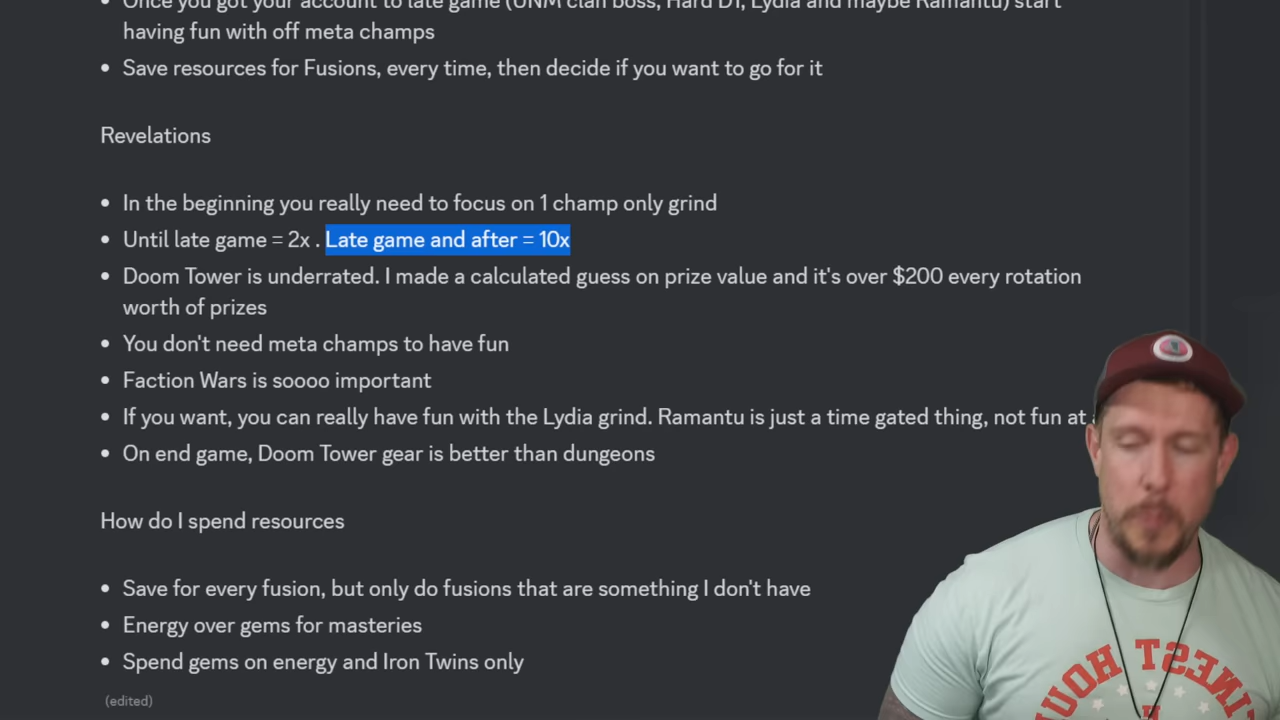 Once you got your account to late game (UNM clan boss, Hard DT, Lydia and maybe Ramantu) start
having fun with off meta champs
Save resources for Fusions, every time, then decide if you want to go for it
Revelations
In the beginning you really need to focus on 1 champ only grind
Until late game = 2x . Late game and after = 10x
Doom Tower is underrated. I made a calculated guess on prize value and it's over $200 every rotation
worth of prizes
You don't need meta champs to have fun
Faction Wars is soooo important
If you want, you can really have fun with the Lydia grind. Ramantu is just a time gated thing, not fun at
On end game, Doom Tower gear is better than dungeons
How do I spend resources
Save for every fusion, but only do fusions that are something I don't have
Energy over gems for masteries
Spend gems on energy and Iron Twins only
(edited)